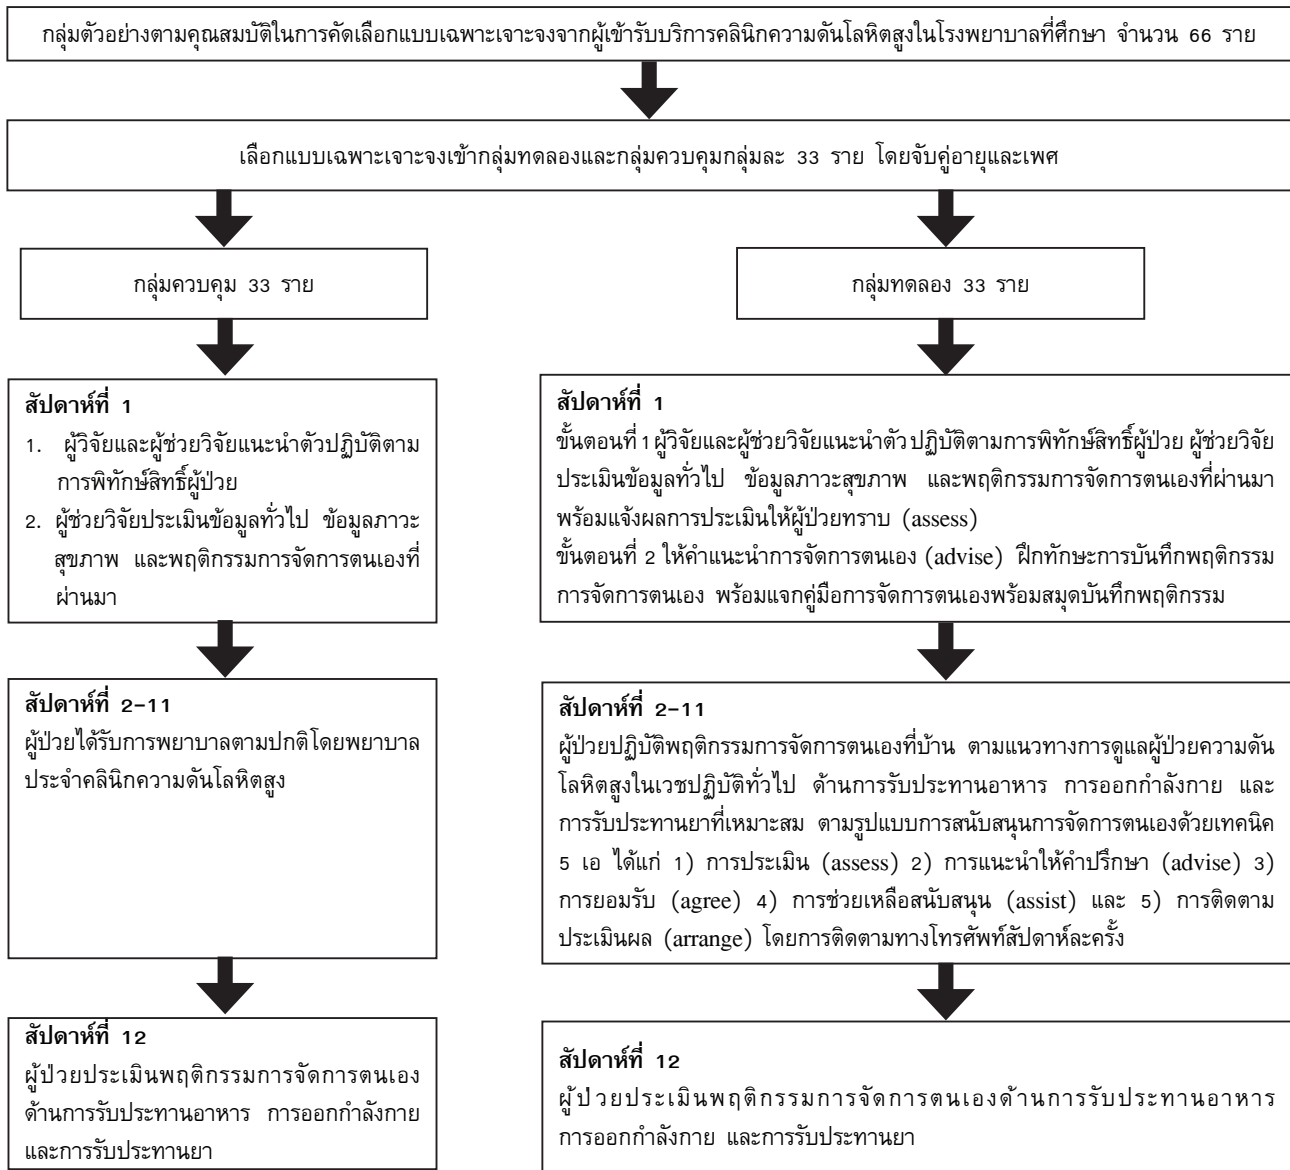 กลุ่มตัวอย่างตามคุณสมบัติในการคัดเลือกแบบเฉพาะเจาะจงจากผู้เข้ารับบริการคลินิกความดันโลหิตสูงในโรงพยาบาลที่ศึกษา จำนวน 66 ราย
เลือกแบบเฉพาะเจาะจงเข้ากลุ่มทดลองและกลุ่มควบคุมกลุ่มละ 33 ราย โดยจับคู่อายุและเพศ
กลุ่มควบคุม 33 ราย
กลุ่มทดลอง 33 ราย
สัปดาห์ที่ 1
1. ผู้วิจัยและผู้ช่วยวิจัยแนะนำตัวปฏิบัติตาม
การพิทักษ์สิทธิ์ผู้ป่วย
2. ผู้ช่วยวิจัยประเมินข้อมูลทั่วไป ข้อมูลภาวะ
สุขภาพ และพฤติกรรมการจัดการตนเองที่
ผ่านมา
สัปดาห์ที่ 1
ขั้นตอนที่ 1 ผู้วิจัยและผู้ช่วยวิจัยแนะนำตัว ปฏิบัติตามการพิทักษ์สิทธิ์ผู้ป่วย ผู้ช่วยวิจัย
ประเมินข้อมูลทั่วไป ข้อมูลภาวะสุขภาพ และพฤติกรรมการจัดการตนเองที่ผ่านมา
พร้อมแจ้งผลการประเมินให้ผู้ป่วยทราบ (assess)
ขั้นตอนที่ 2 ให้คำแนะนำการจัดการตนเอง (advise) ฝึกทักษะการบันทึกพฤติกรรม
การจัดการตนเอง พร้อมแจกคู่มือการจัดการตนเองพร้อมสมุดบันทึกพฤติกรรม
สัปดาห์ที่ 2-11
ผู้ป่วยได้รับการพยาบาลตามปกติโดยพยาบาล
ประจำคลินิกความดันโลหิตสูง
สัปดาห์ที่ 2-11
ผู้ป่วยปฏิบัติพฤติกรรมการจัดการตนเองที่บ้าน ตามแนวทางการดูแลผู้ป่วยความดัน
โลหิตสูงในเวชปฏิบัติทั่วไป ด้านการรับประทานอาหาร การออกกำลังกาย และ
การรับประทานยาที่เหมาะสม ตามรูปแบบการสนับสนุนการจัดการตนเองด้วยเทคนิค
5 เอ ได้แก่ 1) การประเมิน (assess) 2) การแนะนำให้คำปรึกษา (advise) 3)
การยอมรับ (agree) 4) การช่วยเหลือสนับสนุน (assist) และ 5) การติดตาม
ประเมินผล (arrange) โดยการติดตามทางโทรศัพท์สัปดาห์ละครั้ง
สัปดาห์ที่ 12
ผู้ป่วยประเมินพฤติกรรมการจัดการตนเอง
ด้านการรับประทานอาหาร การออกกำลังกาย
และการรับประทานยา
สัปดาห์ที่ 12
ผู้ป่วยประเมินพฤติกรรมการจัดการตนเองด้านการรับประทานอาหาร
การออกกำลังกาย และการรับประทานยา